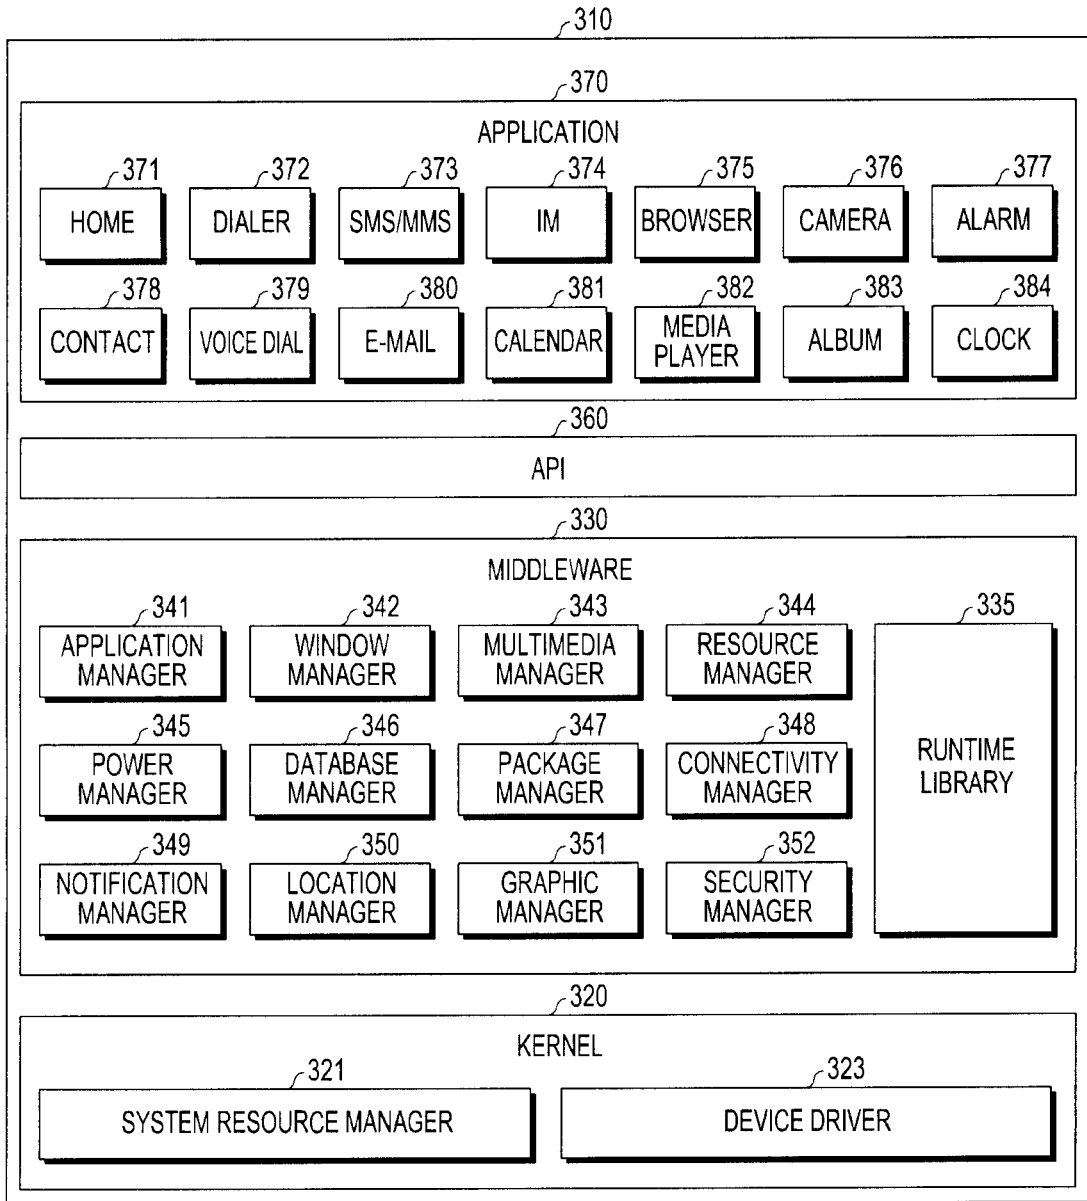 310
370
APPLICATION
371 372 373 374 375 376 377
HOME DIALER SMS/MMS IM BROWSER CAMERA ALARM
378 379 380 381 382 383 384
CONTACT VOICE DIAL E-MAIL CALENDAR MEDIA PLAYER ALBUM CLOCK
360
API
330
MIDDLEWARE
341 342 343 344 335
APPLICATION MANAGER WINDOW MANAGER MULTIMEDIA MANAGER RESOURCE MANAGER
345 346 347 348
POWER MANAGER DATABASE MANAGER PACKAGE MANAGER CONNECTIVITY MANAGER RUNTIME LIBRARY
349 350 351 352
NOTIFICATION MANAGER LOCATION MANAGER GRAPHIC MANAGER SECURITY MANAGER
320
KERNEL
321 323
SYSTEM RESOURCE MANAGER DEVICE DRIVER